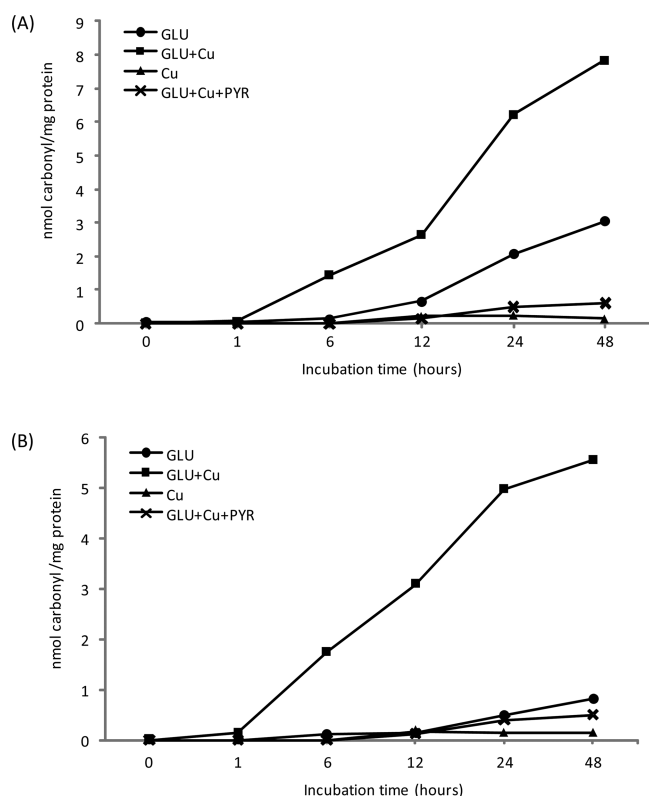 (A)
9
8
7
6
5
4
3
2
1
0
nmol carbonyl/mg protein
GLU
GLU+Cu
Cu
GLU+Cu+PYR
0 1 6 12 24 48
Incubation time (hours)
(B)
6
5
4
3
2
1
0
nmol carbonyl/mg protein
GLU
GLU+Cu
Cu
GLU+Cu+PYR
0 1 6 12 24 48
Incubation time (hours)